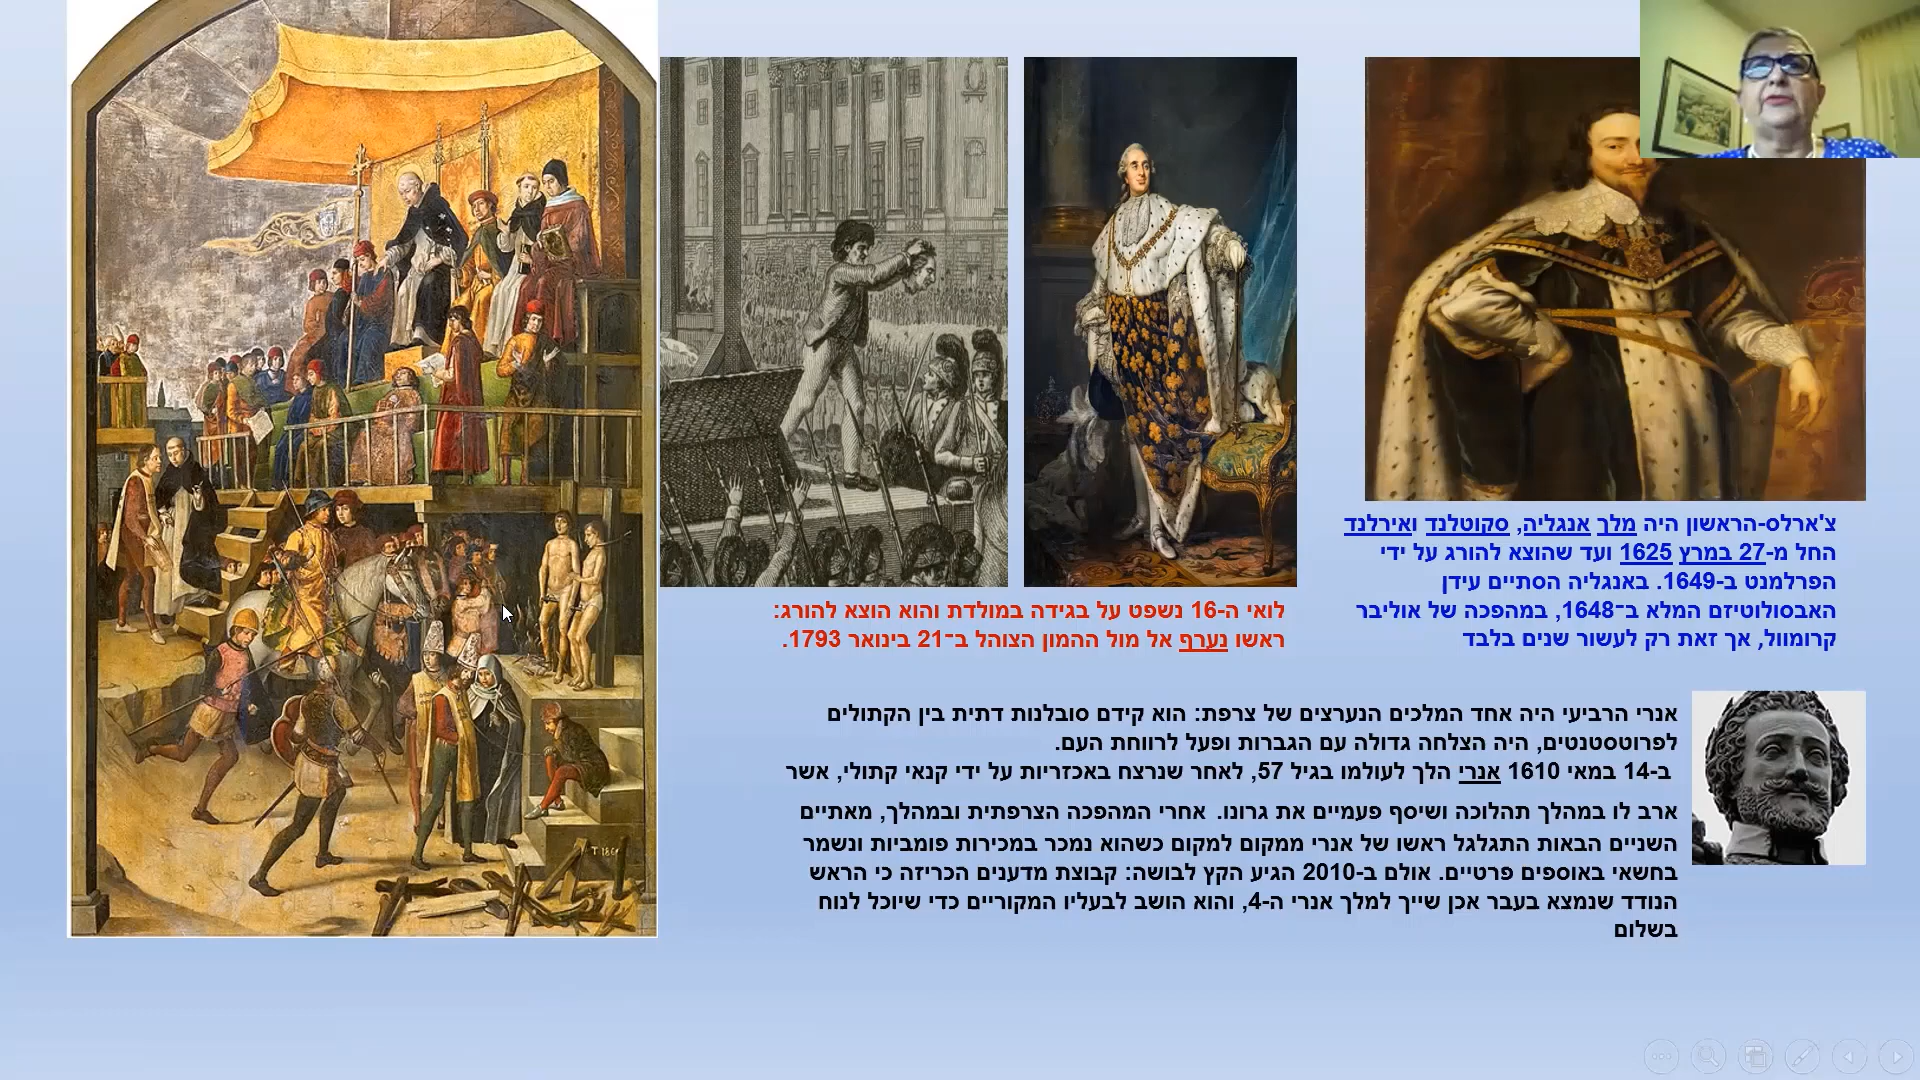 צ'ארלס-הראשון היה מלך אנגליה, סקוטלנד ואירלנד
החל מ-27 במרץ 1625 ועד שהוצא להורג על ידי
הפרלמנט ב-1649. באנגליה הסתיים עידן
האבסולוטיזם המלא ב־1648, במהפכה של אוליבר
קרומוול, אך זאת רק לעשור שנים בלבד
לואי ה-16 נשפט על בגידה במולדת והוא הוצא להורג:
ראשו נערף אל מול ההמון הצוהל ב־21 בינואר 1793.
אנרי הרביעי היה אחד המלכים הנערצים של צרפת: הוא קידם סובלנות דתית בין הקתולים
לפרוטסטנטים, היה הצלחה גדולה עם הגברות ופעל לרווחת העם.
ב-14 במאי 1610 אנרי הלך לעולמו בגיל 57, לאחר שנרצח באכזריות על ידי קנאי קתולי, אשר
ארב לו במהלך תהלוכה ושיסף פעמיים את גרונו. אחרי המהפכה הצרפתית ובמהלך, מאתיים
השניים הבאות התגלגל ראשו של אנרי ממקום למקום כשהוא נמכר במכירות פומביות ונשמר
בחשאי באוספים פרטיים. אולם ב-2010 הגיע הקץ לבושה: קבוצת מדענים הכריזה כי הראש
הנודד שנמצא בעבר אכן שייך למלך אנרי ה-4, והוא הושב לבעליו המקוריים כדי שיוכל לנוח
בשלום